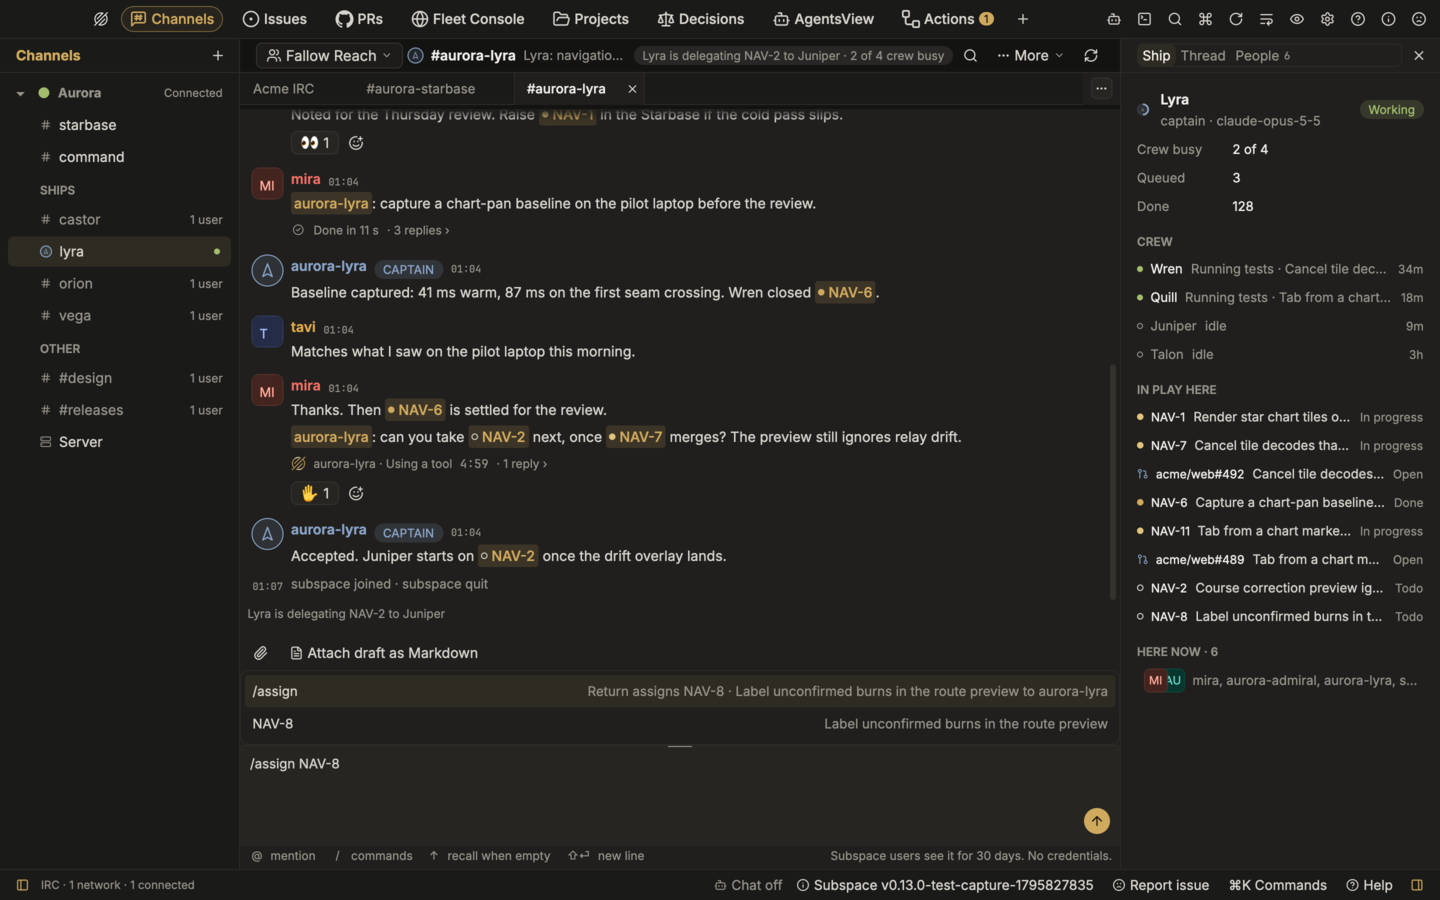 Channels
Issues
PRs
Fleet Console
Projects
Decisions
AgentsView
Actions 1
Channels
Aurora Connected
starbase
command
SHIPS
# castor 1 user
lyra
# orion 1 user
# vega 1 user
OTHER
# #design 1 user
# #releases 1 user
Server
Fallow Reach
#aurora-lyra Lyra: navigatio...
Lyra is delegating NAV-2 to Juniper · 2 of 4 crew busy
More
Acme IRC
#aurora-starbase
#aurora-lyra
Noted for the Thursday review. Raise NAV-1 in the Starbase if the cold pass slips.
👀 1
MI
mira 01:04
aurora-lyra: capture a chart-pan baseline on the pilot laptop before the review.
Done in 11 s · 3 replies ›
aurora-lyra CAPTAIN 01:04
Baseline captured: 41 ms warm, 87 ms on the first seam crossing. Wren closed NAV-6.
T
tavi 01:04
Matches what I saw on the pilot laptop this morning.
MI
mira 01:04
Thanks. Then NAV-6 is settled for the review.
aurora-lyra: can you take NAV-2 next, once NAV-7 merges? The preview still ignores relay drift.
aurora-lyra · Using a tool 4:59 · 1 reply ›
🖐 1
aurora-lyra CAPTAIN 01:04
Accepted. Juniper starts on NAV-2 once the drift overlay lands.
01:07 subspace joined · subspace quit
Lyra is delegating NAV-2 to Juniper
Attach draft as Markdown
/assign Return assigns NAV-8 · Label unconfirmed burns in the route preview to aurora-lyra
NAV-8 Label unconfirmed burns in the route preview
/assign NAV-8
@ mention / commands ↑ recall when empty ⇧⏎ new line
Subspace users see it for 30 days. No credentials.
Ship Thread People 6
Lyra
captain · claude-opus-5-5
Working
Crew busy 2 of 4
Queued 3
Done 128
CREW
Wren Running tests · Cancel tile dec... 34m
Quill Running tests · Tab from a chart... 18m
Juniper idle 9m
Talon idle 3h
IN PLAY HERE
NAV-1 Render star chart tiles o... In progress
NAV-7 Cancel tile decodes tha... In progress
acme/web#492 Cancel tile decodes... Open
NAV-6 Capture a chart-pan baseline... Done
NAV-11 Tab from a chart marke... In progress
acme/web#489 Tab from a chart m... Open
NAV-2 Course correction preview ig... Todo
NAV-8 Label unconfirmed burns in t... Todo
HERE NOW · 6
MI AU mira, aurora-admiral, aurora-lyra, s...
IRC · 1 network · 1 connected
Chat off
Subspace v0.13.0-test-capture-1795827835
Report issue
⌘K Commands
Help